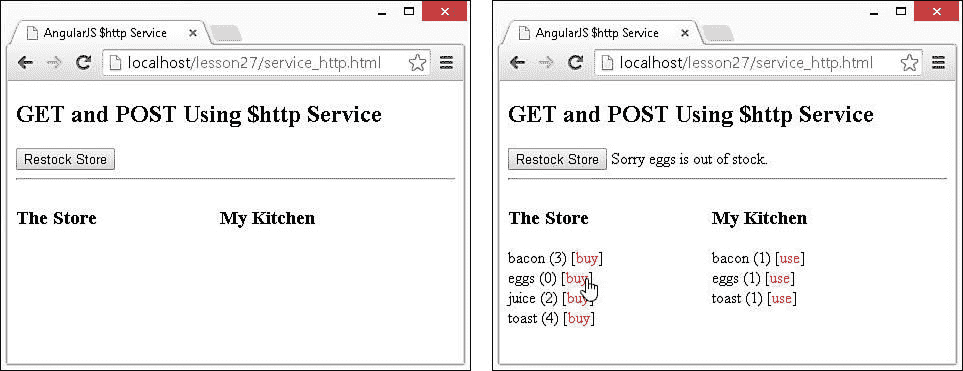 AngularJS $http Service
localhost/lesson27/service_http.html
GET and POST Using $http Service
Restock Store
The Store My Kitchen
AngularJS $http Service
localhost/lesson27/service_http.html
GET and POST Using $http Service
Restock Store Sorry eggs is out of stock.
The Store My Kitchen
bacon (3) [buy] bacon (1) [use]
eggs (0) [buy] eggs (1) [use]
juice (2) [buy] toast (1) [use]
toast (4) [buy]